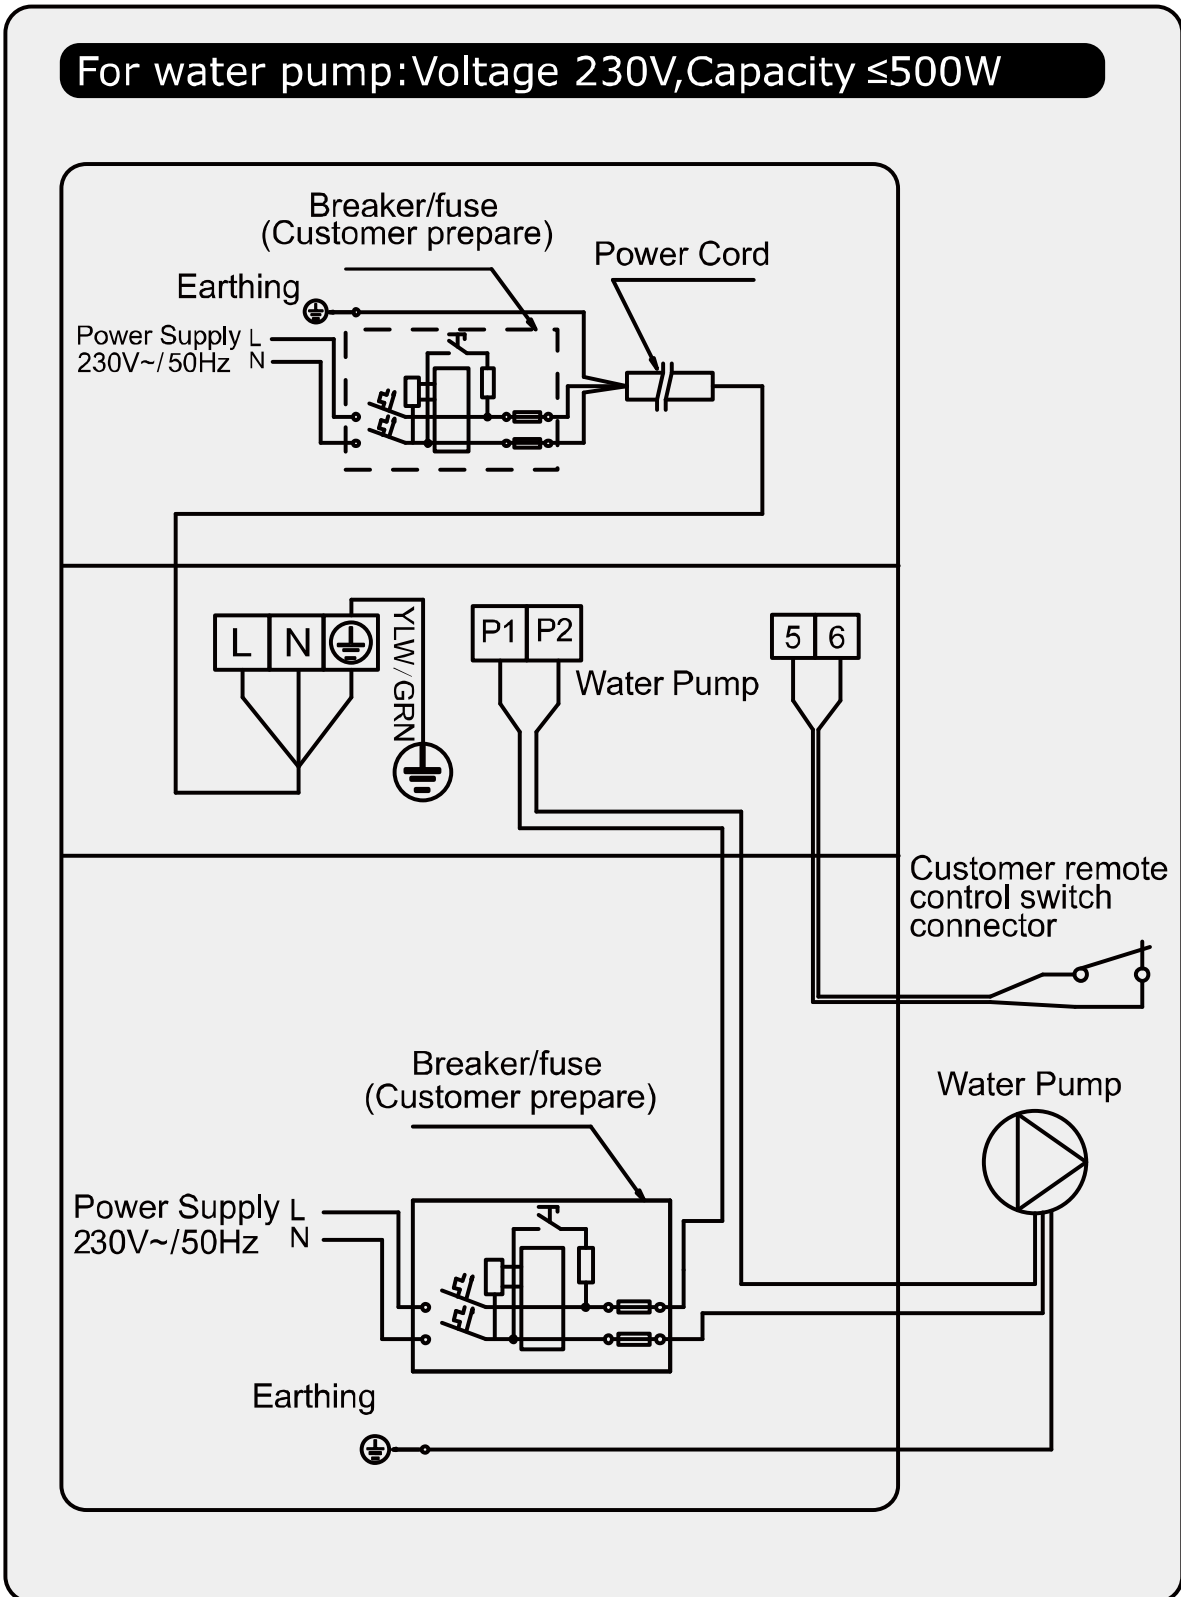 For water pump:Voltage 230V,Capacity ≤500W
Breaker/fuse
(Customer prepare)
Power Cord
Earthing
Power Supply L
230V~/50Hz N
L N
YLW/GRN
P1 P2
Water Pump
5 6
Customer remote
control switch
connector
Breaker/fuse
(Customer prepare)
Water Pump
Power Supply L
230V~/50Hz N
Earthing